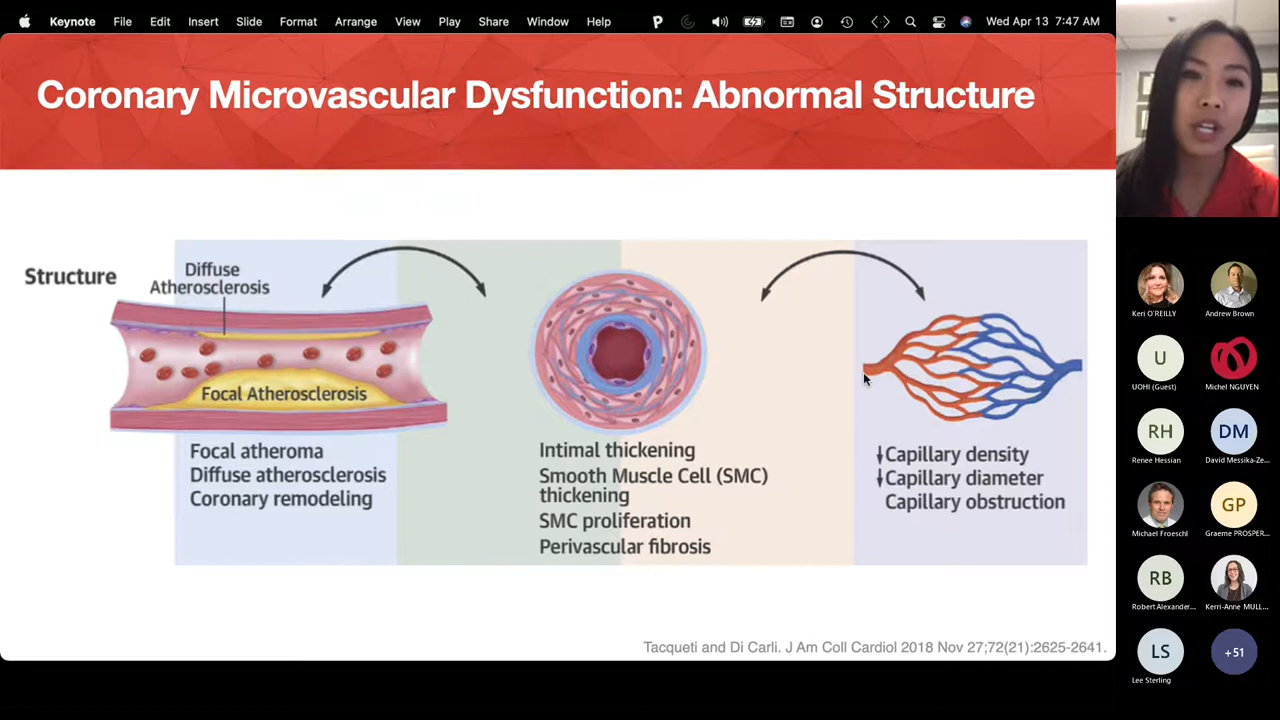 Keynote File Edit Insert Slide Format Arrange View Play Share Window Help Wed Apr 13 7:47 AM
Coronary Microvascular Dysfunction: Abnormal Structure
Structure
Diffuse
Atherosclerosis
Focal Atherosclerosis
Focal atheroma
Diffuse atherosclerosis
Coronary remodeling
Intimal thickening
Smooth Muscle Cell (SMC)
thickening
SMC proliferation
Perivascular fibrosis
↓Capillary density
↓Capillary diameter
Capillary obstruction
Tacqueti and Di Carli. J Am Coll Cardiol 2018 Nov 27;72(21):2625-2641.
Keri O'REILLY
Andrew Brown
U
UOHI (Guest)
Michel NGUYEN
RH
Renee Hessian
DM
David Messika-Ze...
Michael Froeschl
GP
Graeme PROSPER...
RB
Robert Alexander...
Kerri-Anne MULL...
LS
Lee Sterling
+51